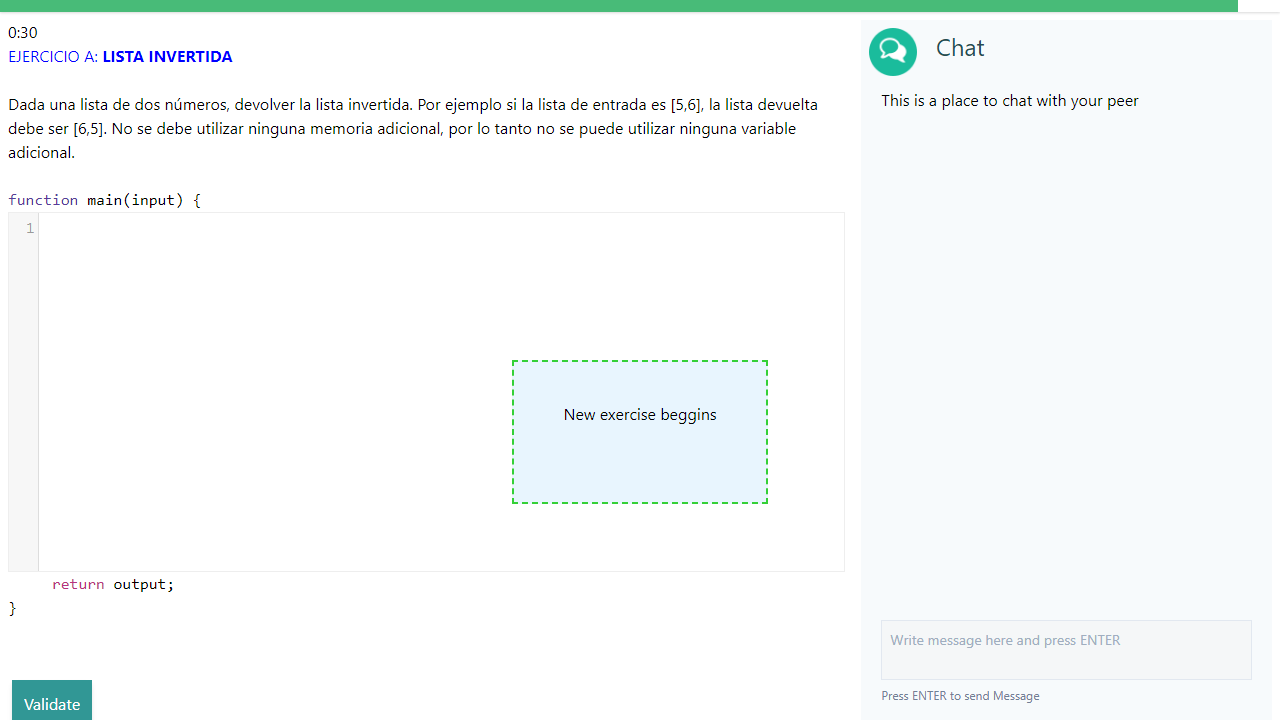 0:30
EJERCICIO A: LISTA INVERTIDA
Dada una lista de dos números, devolver la lista invertida. Por ejemplo si la lista de entrada es [5,6], la lista devuelta
debe ser [6,5]. No se debe utilizar ninguna memoria adicional, por lo tanto no se puede utilizar ninguna variable
adicional.
function main(input) {
1
New exercise beggins
return output;
}
Validate
Chat
This is a place to chat with your peer
Write message here and press ENTER
Press ENTER to send Message